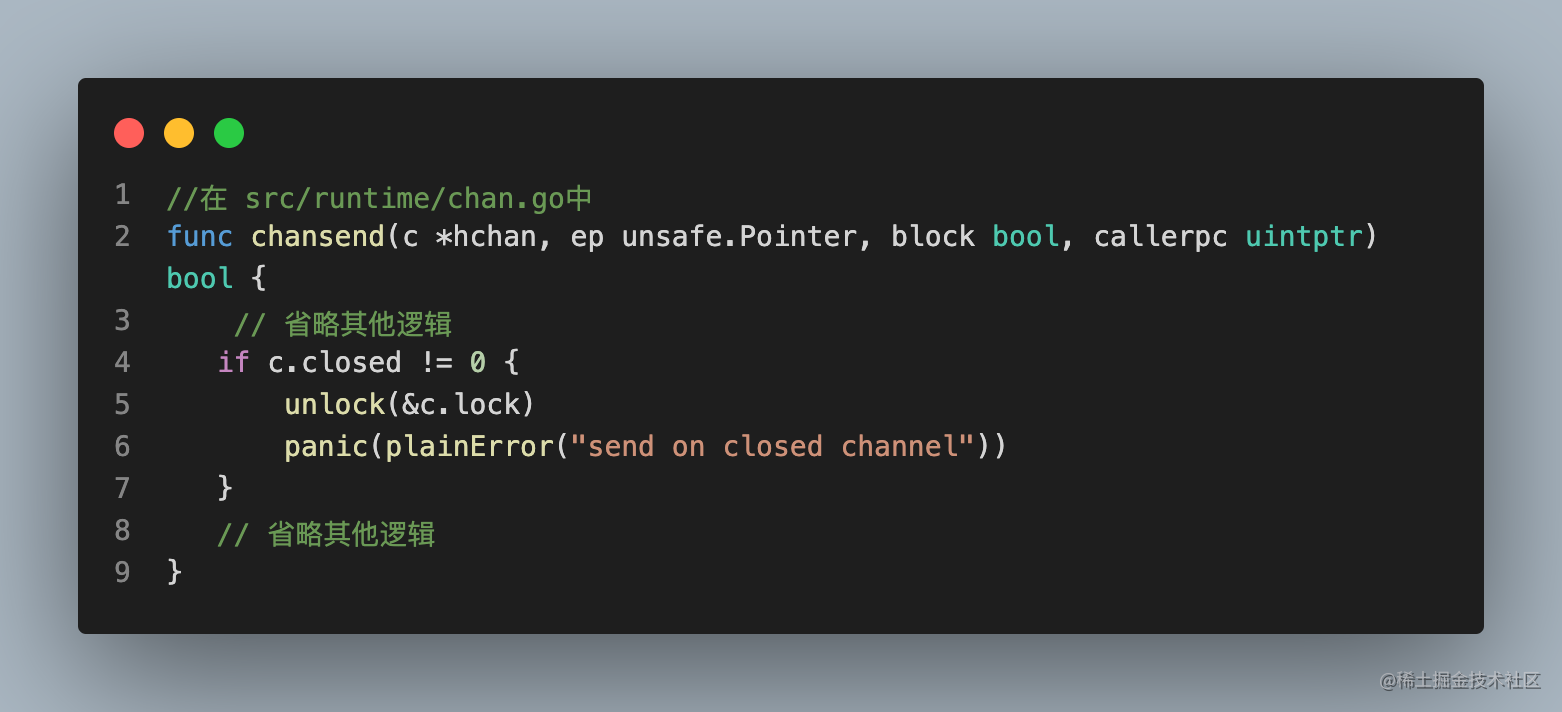 1 //在 src/runtime/chan.go中
2 func chansend(c *hchan, ep unsafe.Pointer, block bool, callerpc uintptr)
bool {
3     // 省略其他逻辑
4    if c.closed != 0 {
5        unlock(&c.lock)
6        panic(plainError("send on closed channel"))
7    }
8    // 省略其他逻辑
9 }
@稀土掘金技术社区